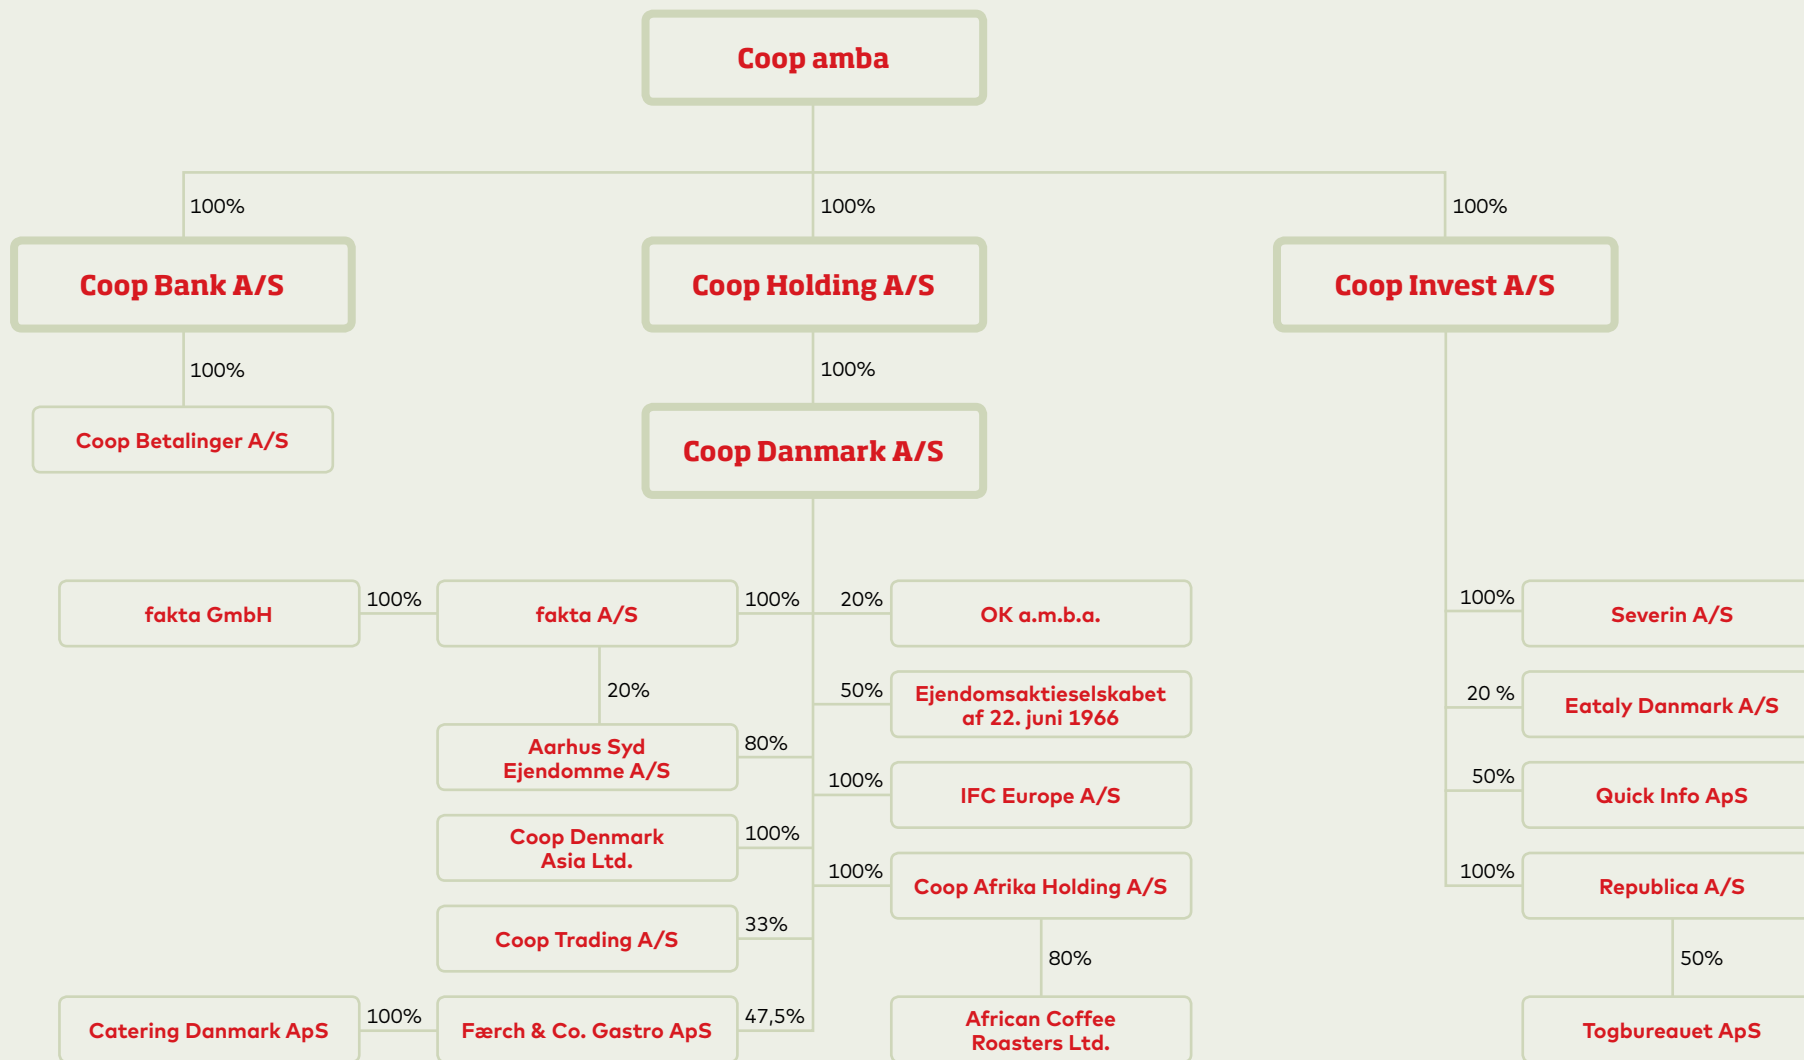 Coop amba
100%
100%
100%
Coop Bank A/S
Coop Holding A/S
Coop Invest A/S
100%
100%
Coop Betalinger A/S
Coop Danmark A/S
fakta GmbH
100%
fakta A/S
100%
20%
OK a.m.b.a.
100%
Severin A/S
20%
50%
Ejendomsaktieselskabet
af 22. juni 1966
20 %
Eataly Danmark A/S
Aarhus Syd
Ejendomme A/S
80%
100%
IFC Europe A/S
50%
Quick Info ApS
Coop Denmark
Asia Ltd.
100%
100%
Coop Afrika Holding A/S
100%
Republica A/S
Coop Trading A/S
33%
80%
50%
Catering Danmark ApS
100%
Færch & Co. Gastro ApS
47,5%
African Coffee
Roasters Ltd.
Togbureauet ApS